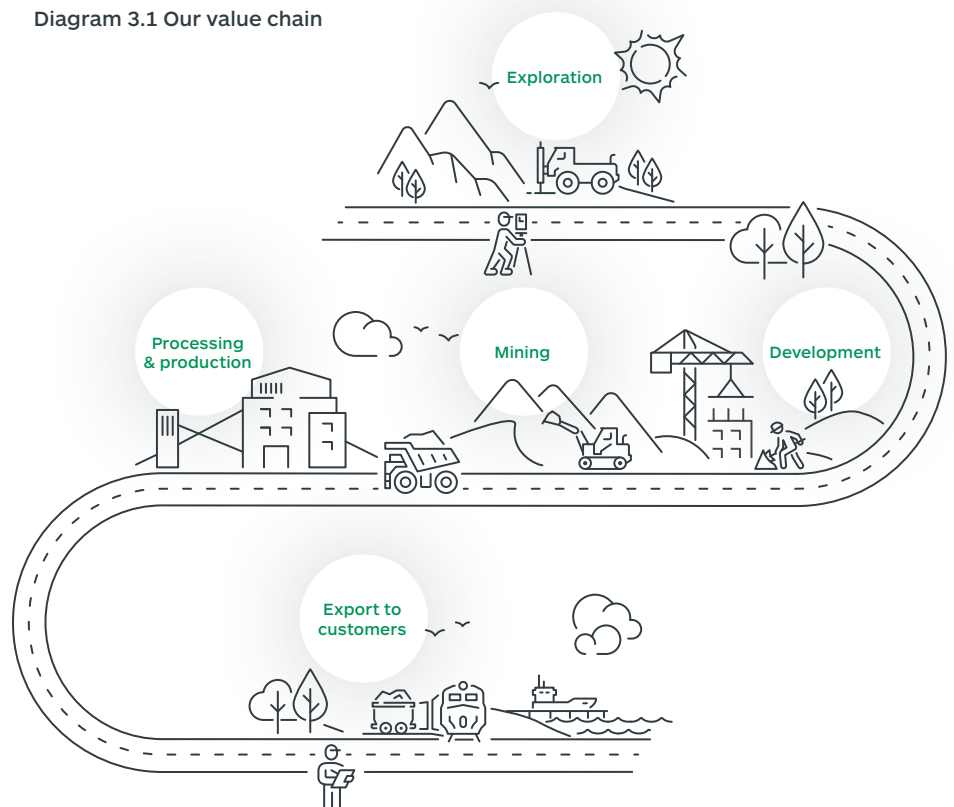 Diagram 3.1 Our value chain
Exploration
Development
Mining
Processing
& production
Export to
customers